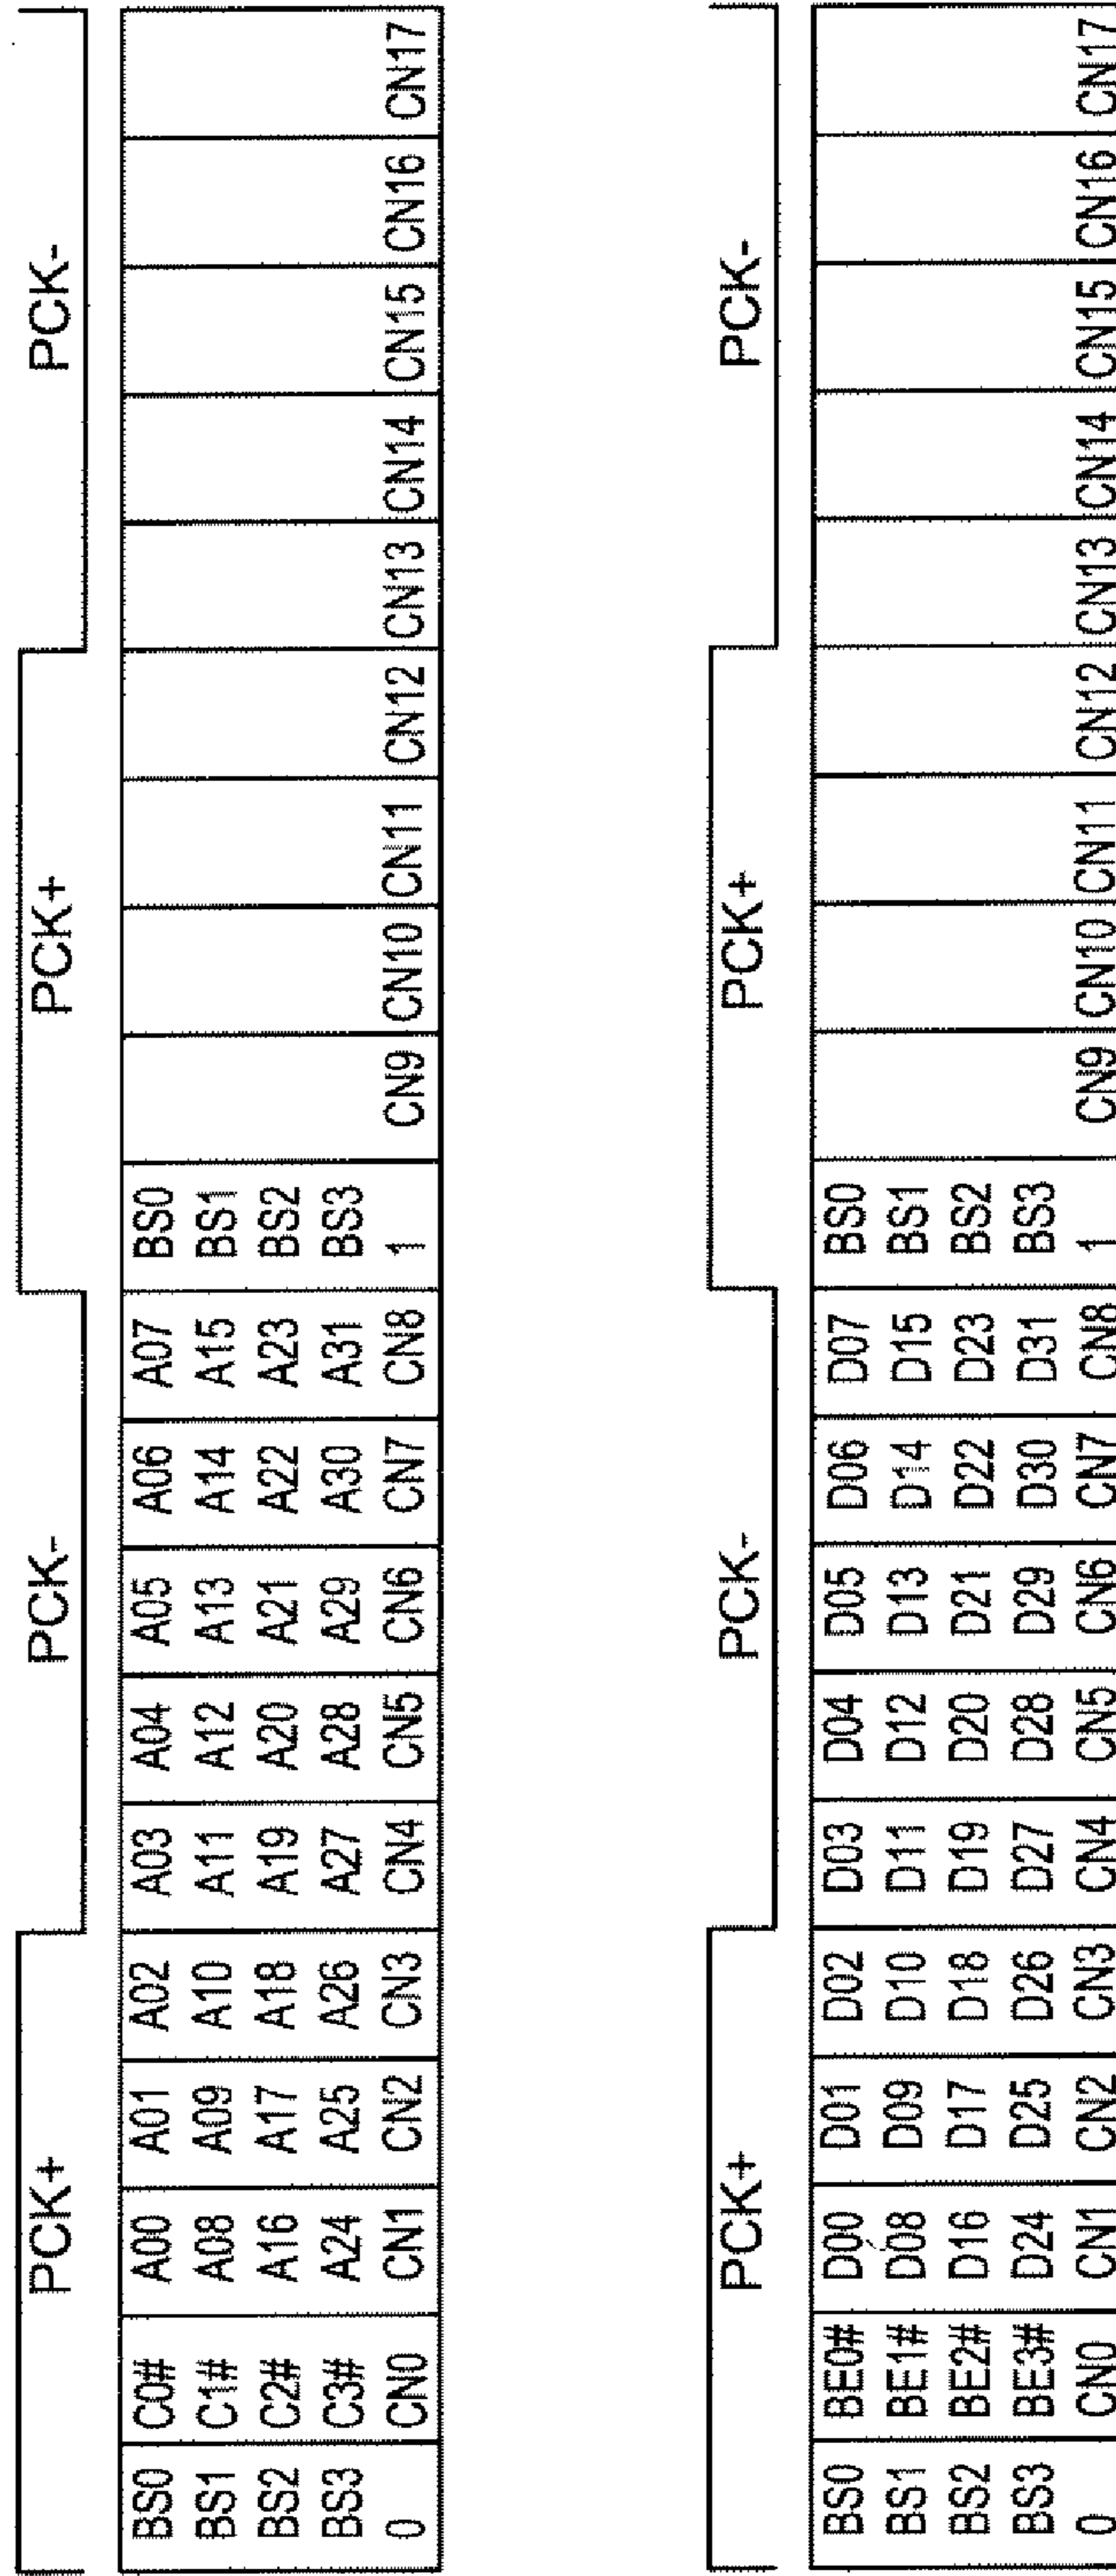 PCK+ PCK- PCK+ PCK-
BS0 C0# A00 A01 A02 A03 A04 A05 A06 A07 BS0
BS1 C1# A08 A09 A10 A11 A12 A13 A14 A15 BS1
BS2 C2# A16 A17 A18 A19 A20 A21 A22 A23 BS2
BS3 C3# A24 A25 A26 A27 A28 A29 A30 A31 BS3
0 CN0 CN1 CN2 CN3 CN4 CN5 CN6 CN7 CN8 1 CN9 CN10 CN11 CN12 CN13 CN14 CN15 CN16 CN17
PCK+ PCK- PCK+ PCK-
BS0 BE0# D00 D01 D02 D03 D04 D05 D06 D07 BS0
BS1 BE1# D08 D09 D10 D11 D12 D13 D14 D15 BS1
BS2 BE2# D16 D17 D18 D19 D20 D21 D22 D23 BS2
BS3 BE3# D24 D25 D26 D27 D28 D29 D30 D31 BS3
0 CN0 CN1 CN2 CN3 CN4 CN5 CN6 CN7 CN8 1 CN9 CN10 CN11 CN12 CN13 CN14 CN15 CN16 CN17